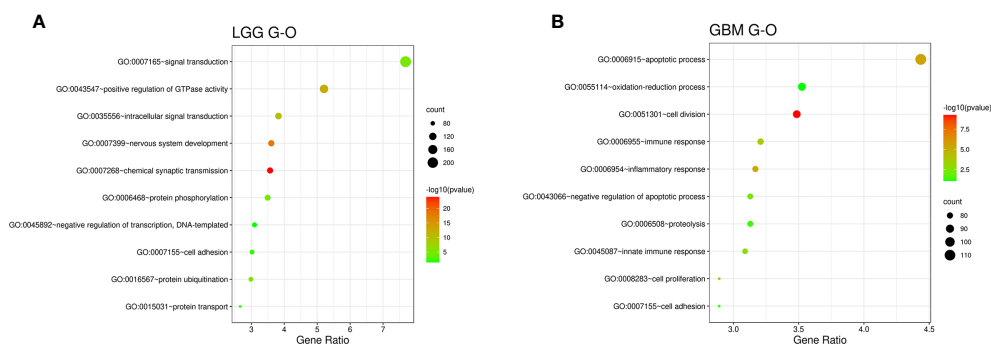 A
LGG G-O
GO:0007165~signal transduction
GO:0043547~positive regulation of GTPase activity
GO:0035556~intracellular signal transduction
GO:0007399~nervous system development
GO:0007268~chemical synaptic transmission
GO:0006468~protein phosphorylation
GO:0045892~negative regulation of transcription, DNA-templated
GO:0007155~cell adhesion
GO:0016567~protein ubiquitination
GO:0015031~protein transport
3 4 5 6 7
Gene Ratio
count
80
120
160
200
-log10(pvalue)
20
15
10
5
B
GBM G-O
GO:0006915~apoptotic process
GO:0055114~oxidation-reduction process
GO:0051301~cell division
GO:0006955~immune response
GO:0006954~inflammatory response
GO:0043066~negative regulation of apoptotic process
GO:0006508~proteolysis
GO:0045087~innate immune response
GO:0008283~cell proliferation
GO:0007155~cell adhesion
3.0 3.5 4.0 4.5
Gene Ratio
-log10(pvalue)
7.5
5.0
2.5
count
80
90
100
110